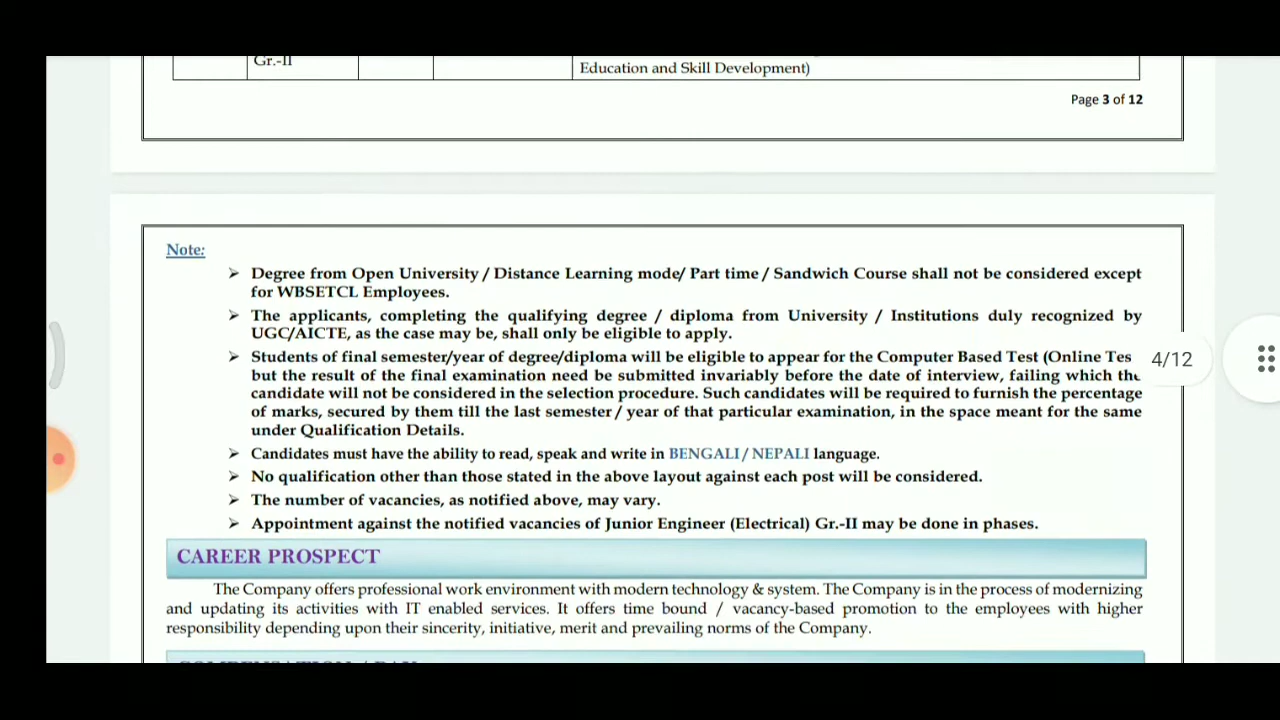 Gr.-II
Education and Skill Development)
Page 3 of 12
Note:
➢ Degree from Open University / Distance Learning mode/ Part time / Sandwich Course shall not be considered except
for WBSETCL Employees.
➢ The applicants, completing the qualifying degree / diploma from University / Institutions duly recognized by
UGC/AICTE, as the case may be, shall only be eligible to apply.
➢ Students of final semester/year of degree/diploma will be eligible to appear for the Computer Based Test (Online Tes
4/12
but the result of the final examination need be submitted invariably before the date of interview, failing which the
candidate will not be considered in the selection procedure. Such candidates will be required to furnish the percentage
of marks, secured by them till the last semester / year of that particular examination, in the space meant for the same
under Qualification Details.
➢ Candidates must have the ability to read, speak and write in BENGALI / NEPALI language.
➢ No qualification other than those stated in the above layout against each post will be considered.
➢ The number of vacancies, as notified above, may vary.
➢ Appointment against the notified vacancies of Junior Engineer (Electrical) Gr.-II may be done in phases.
CAREER PROSPECT
The Company offers professional work environment with modern technology & system. The Company is in the process of modernizing
and updating its activities with IT enabled services. It offers time bound / vacancy-based promotion to the employees with higher
responsibility depending upon their sincerity, initiative, merit and prevailing norms of the Company.